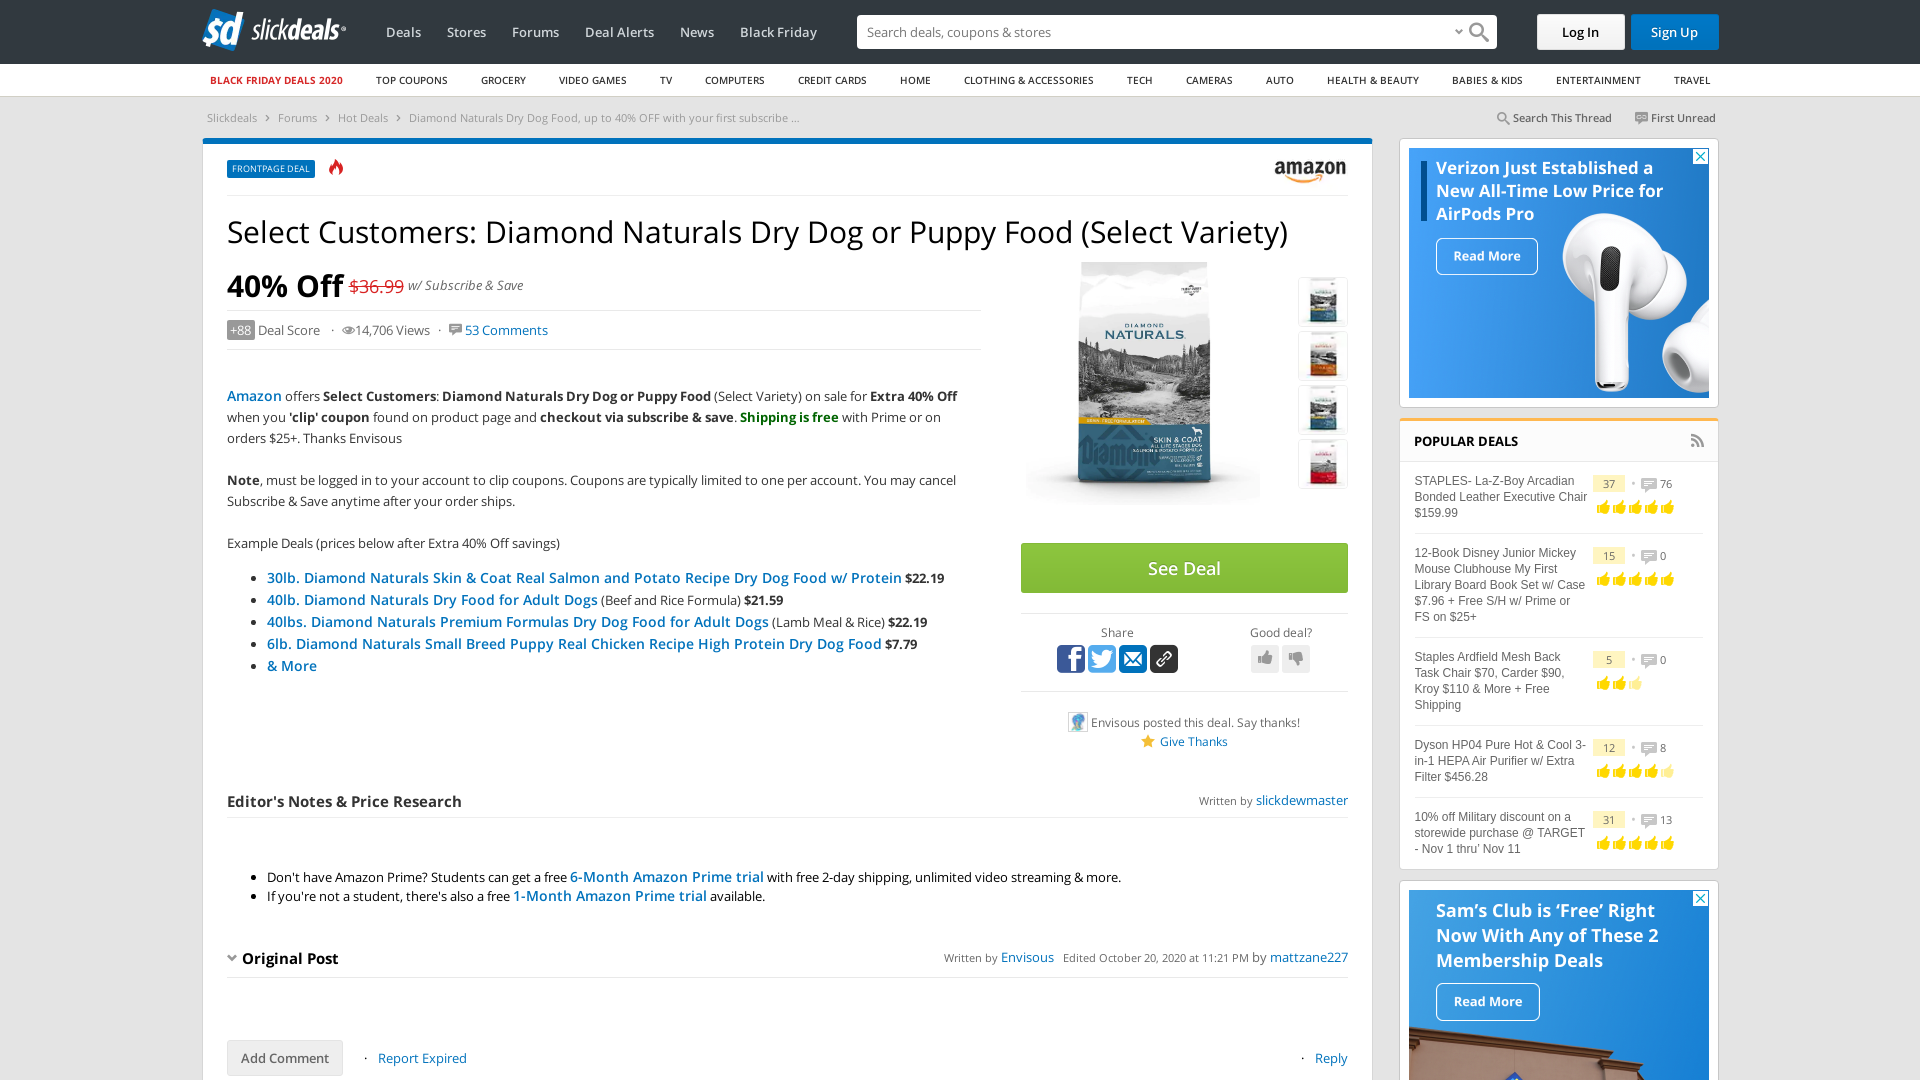 slickdeals
Deals Stores Forums Deal Alerts News Black Friday
Search deals, coupons & shops
Log In
Sign Up
BLACK FRIDAY DEALS 2020 TOP COUPONS GROCERY VIDEO GAMES TV COMPUTERS CREDIT CARDS HOME CLOTHING & ACCESSORIES TECH CAMERAS AUTO HEALTH & BEAUTY BABIES & KIDS ENTERTAINMENT TRAVEL
Slickdeals › Forums › Hot Deals › Diamond Naturals Dry Dog Food, up to 40% OFF with your first subscribe ...
Search This Thread First Unread
FRONTPAGE DEAL
amazon
Select Customers: Diamond Naturals Dry Dog or Puppy Food (Select Variety)
40% Off $36.99 w/ Subscribe & Save
+88 Deal Score · 14,706 Views · 53 Comments
Amazon offers Select Customers: Diamond Naturals Dry Dog or Puppy Food (Select Variety) on sale for Extra 40% Off
when you 'clip' coupon found on product page and checkout via subscribe & save. Shipping is free with Prime or on
orders $25+. Thanks Envisous
Note, must be logged in to your account to clip coupons. Coupons are typically limited to one per account. You may cancel
Subscribe & Save anytime after your order ships.
Example Deals (prices below after Extra 40% Off savings)
30lb. Diamond Naturals Skin & Coat Real Salmon and Potato Recipe Dry Dog Food w/ Protein $22.19
40lb. Diamond Naturals Dry Food for Adult Dogs (Beef and Rice Formula) $21.59
40lbs. Diamond Naturals Premium Formulas Dry Dog Food for Adult Dogs (Lamb Meal & Rice) $22.19
6lb. Diamond Naturals Small Breed Puppy Real Chicken Recipe High Protein Dry Dog Food $7.79
& More
DIAMOND
NATURALS
SKIN & COAT
ALL LIFE STAGES DOG
SALMON & POTATO FORMULA
Diamond
See Deal
Share
Good deal?
Envisous posted this deal. Say thanks!
Give Thanks
Editor's Notes & Price Research
Written by slickdewmaster
Don't have Amazon Prime? Students can get a free 6-Month Amazon Prime trial with free 2-day shipping, unlimited video streaming & more.
If you're not a student, there's also a free 1-Month Amazon Prime trial available.
Original Post
Written by Envisous Edited October 20, 2020 at 11:21 PM by mattzane227
Add Comment · Report Expired
· Reply
Verizon Just Established a
New All-Time Low Price for
AirPods Pro
Read More
POPULAR DEALS
STAPLES- La-Z-Boy Arcadian
Bonded Leather Executive Chair
$159.99
37 • 76
12-Book Disney Junior Mickey
Mouse Clubhouse My First
Library Board Book Set w/ Case
$7.96 + Free S/H w/ Prime or
FS on $25+
15 • 0
Staples Ardfield Mesh Back
Task Chair $70, Carder $90,
Kroy $110 & More + Free
Shipping
5 • 0
Dyson HP04 Pure Hot & Cool 3-
in-1 HEPA Air Purifier w/ Extra
Filter $456.28
12 • 8
10% off Military discount on a
storewide purchase @ TARGET
- Nov 1 thru’ Nov 11
31 • 13
Sam’s Club is ‘Free’ Right
Now With Any of These 2
Membership Deals
Read More